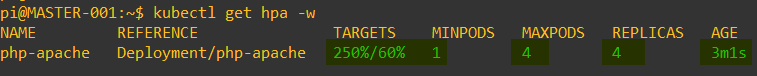 pi@MASTER-001:~$ kubectl get hpa -w
NAME REFERENCE TARGETS MINPODS MAXPODS REPLICAS AGE
php-apache Deployment/php-apache 250%/60% 1 4 4 3m1s